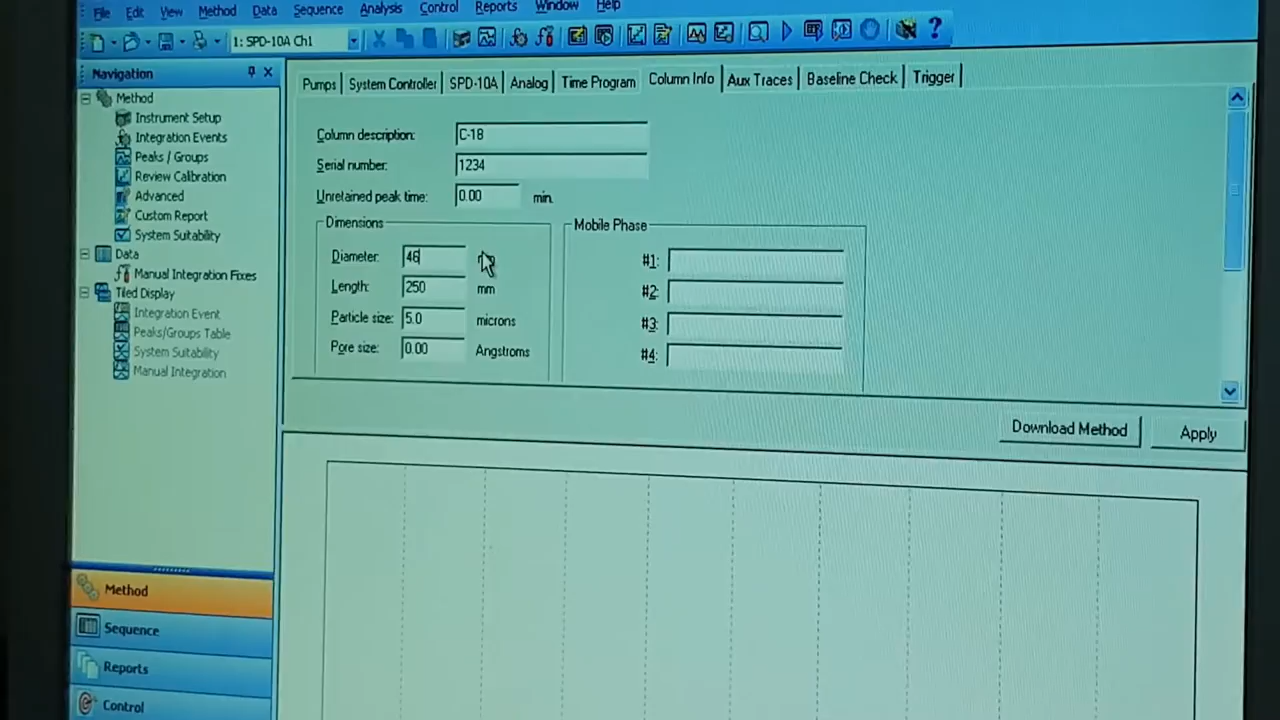 File Edit View Method Data Sequence Analysis Control Reports Window Help
1: SPD-10A Ch1
Navigation
Method
Instrument Setup
Integration Events
Peaks / Groups
Review Calibration
Advanced
Custom Report
System Suitability
Data
Manual Integration Fixes
Tiled Display
Integration Event
Peaks/Groups Table
System Suitability
Manual Integration
Method
Sequence
Reports
Control
Pumps System Controller SPD-10A Analog Time Program Column Info Aux Traces Baseline Check Trigger
Column description: C-18
Serial number: 1234
Unretained peak time: 0.00 min.
Dimensions
Diameter: 46
Length: 250 mm
Particle size: 5.0 microns
Pore size: 0.00 Angstroms
Mobile Phase
#1:
#2:
#3:
#4:
Download Method Apply